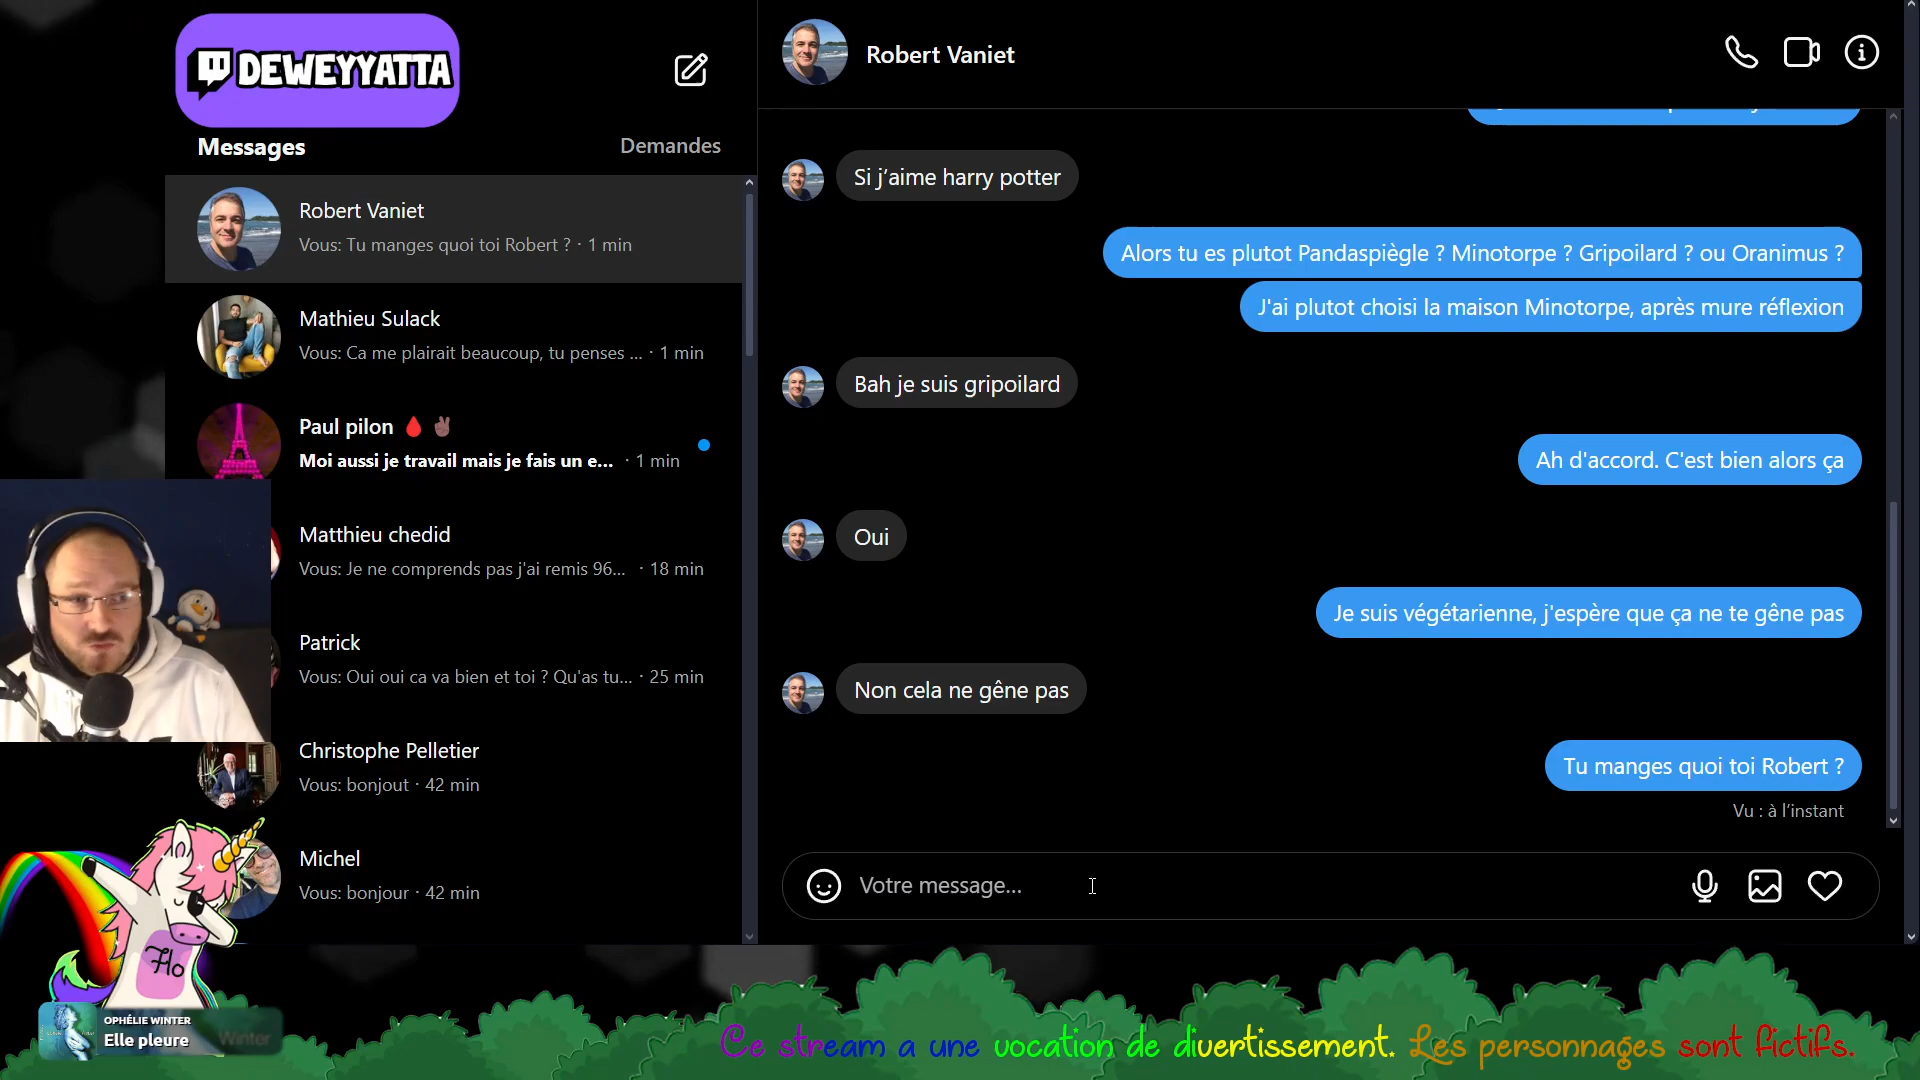 DEWEYYATTA
Messages
Demandes
Robert Vaniet
Vous: Tu manges quoi toi Robert ? · 1 min
Mathieu Sulack
Vous: Ca me plairait beaucoup, tu penses ... · 1 min
Paul pilon 🩸 ✌🏿
Moi aussi je travail mais je fais un e... · 1 min
Matthieu chedid
Vous: Je ne comprends pas j'ai remis 96... · 18 min
Patrick
Vous: Oui oui ca va bien et toi ? Qu'as tu... · 25 min
Christophe Pelletier
Vous: bonjout · 42 min
Michel
Vous: bonjour · 42 min
Robert Vaniet
Si j’aime harry potter
Alors tu es plutot Pandaspiègle ? Minotorpe ? Gripoilard ? ou Oranimus ?
J'ai plutot choisi la maison Minotorpe, après mure réflexion
Bah je suis gripoilard
Ah d'accord. C'est bien alors ça
Oui
Je suis végétarienne, j'espère que ça ne te gêne pas
Non cela ne gêne pas
Tu manges quoi toi Robert ?
Vu : à l’instant
Votre message...
Flo
OPHÉLIE WINTER
Elle pleure
Winter
Ce stream a une vocation de divertissement. Les personnages sont fictifs.